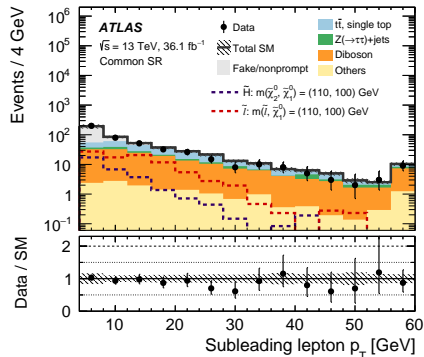 ATLAS
√s = 13 TeV, 36.1 fb⁻¹
Common SR
Data
Total SM
Fake/nonprompt
tt̄, single top
Z(→ττ)+jets
Diboson
Others
H̃: m(χ̃⁰₂, χ̃⁰₁) = (110, 100) GeV
l̃: m(l̃, χ̃⁰₁) = (110, 100) GeV
Events / 4 GeV
10⁶
10⁵
10⁴
10³
10²
10
1
10⁻¹
Data / SM
2
1
0
0 10 20 30 40 50 60
Subleading lepton p_T [GeV]